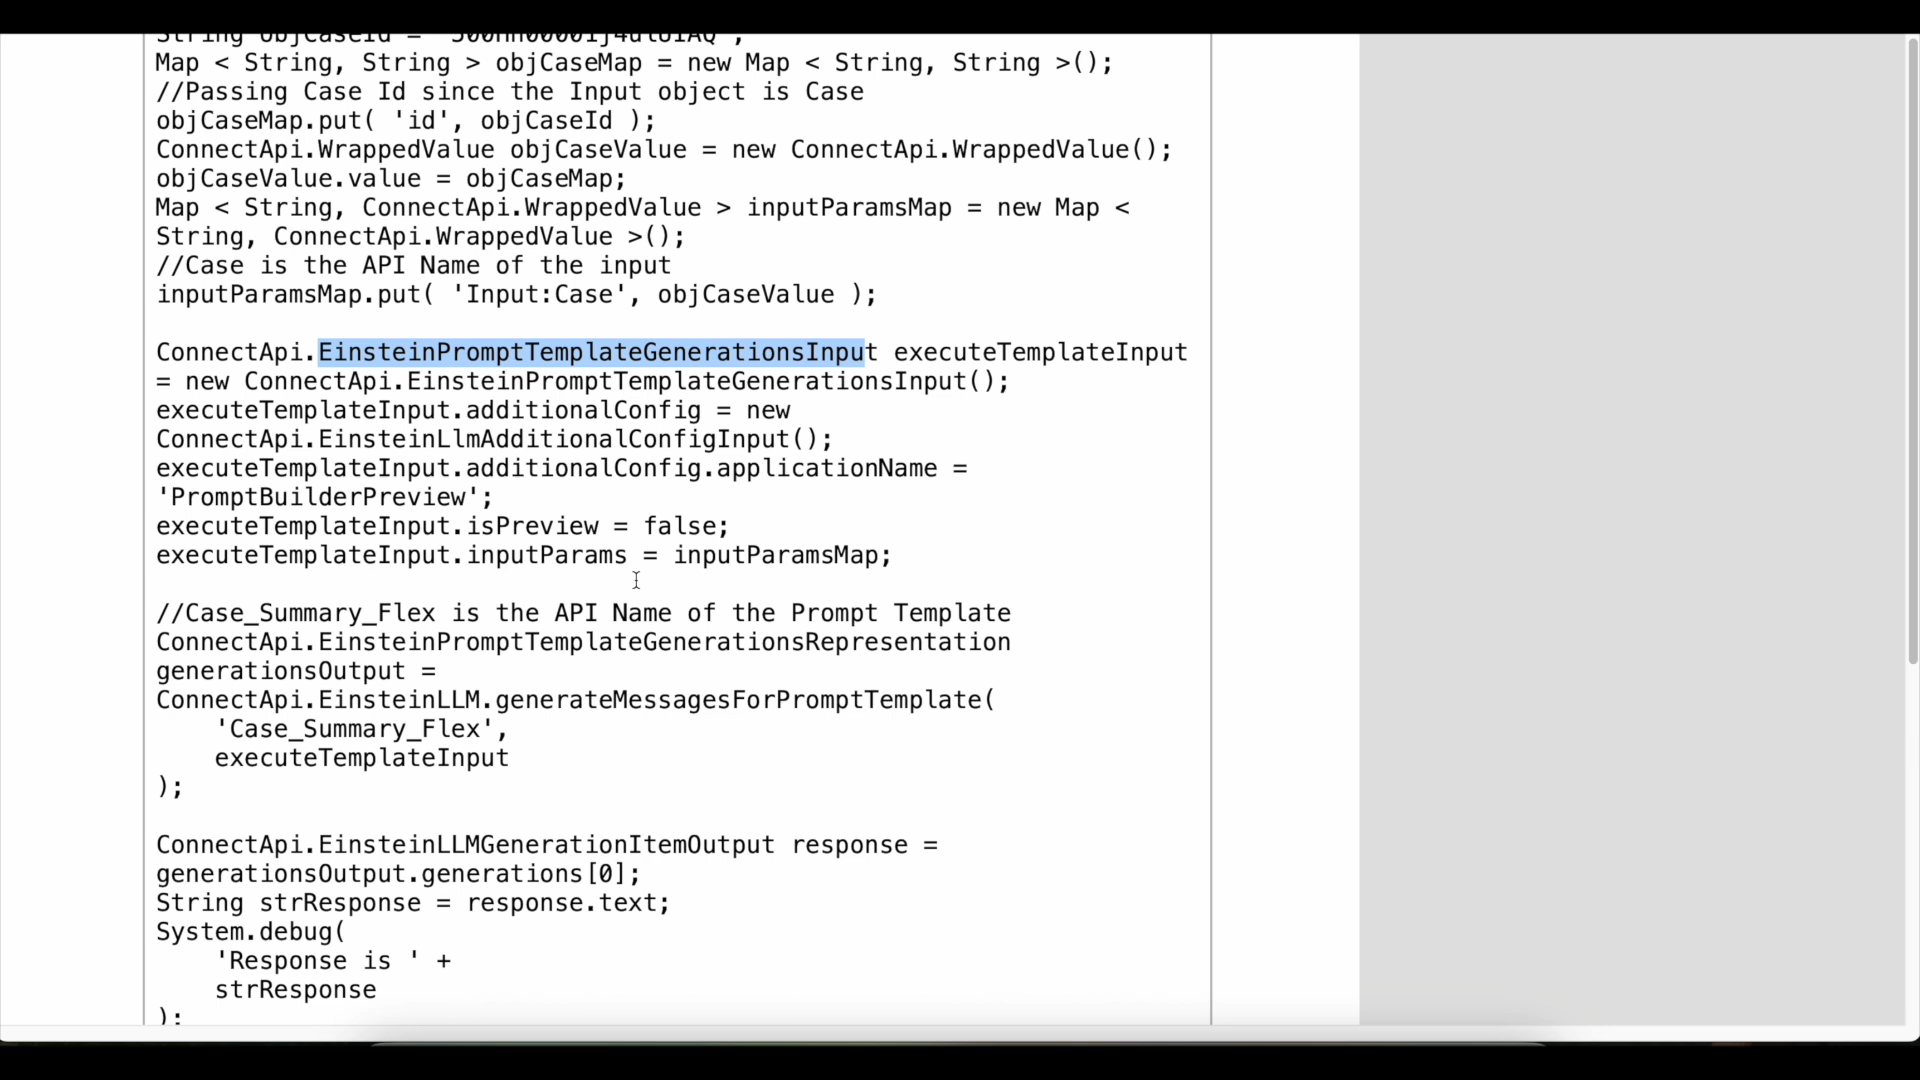 String objCaseId =
Map < String, String > objCaseMap = new Map < String, String >();
//Passing Case Id since the Input object is Case
objCaseMap.put( 'id', objCaseId );
ConnectApi.WrappedValue objCaseValue = new ConnectApi.WrappedValue();
objCaseValue.value = objCaseMap;
Map < String, ConnectApi.WrappedValue > inputParamsMap = new Map <
String, ConnectApi.WrappedValue >();
//Case is the API Name of the input
inputParamsMap.put( 'Input:Case', objCaseValue );
ConnectApi.EinsteinPromptTemplateGenerationsInput executeTemplateInput
= new ConnectApi.EinsteinPromptTemplateGenerationsInput();
executeTemplateInput.additionalConfig = new
ConnectApi.EinsteinLlmAdditionalConfigInput();
executeTemplateInput.additionalConfig.applicationName =
'PromptBuilderPreview';
executeTemplateInput.isPreview = false;
executeTemplateInput.inputParams = inputParamsMap;
//Case_Summary_Flex is the API Name of the Prompt Template
ConnectApi.EinsteinPromptTemplateGenerationsRepresentation
generationsOutput =
ConnectApi.EinsteinLLM.generateMessagesForPromptTemplate(
'Case_Summary_Flex',
executeTemplateInput
);
ConnectApi.EinsteinLLMGenerationItemOutput response =
generationsOutput.generations[0];
String strResponse = response.text;
System.debug(
'Response is ' +
strResponse
);